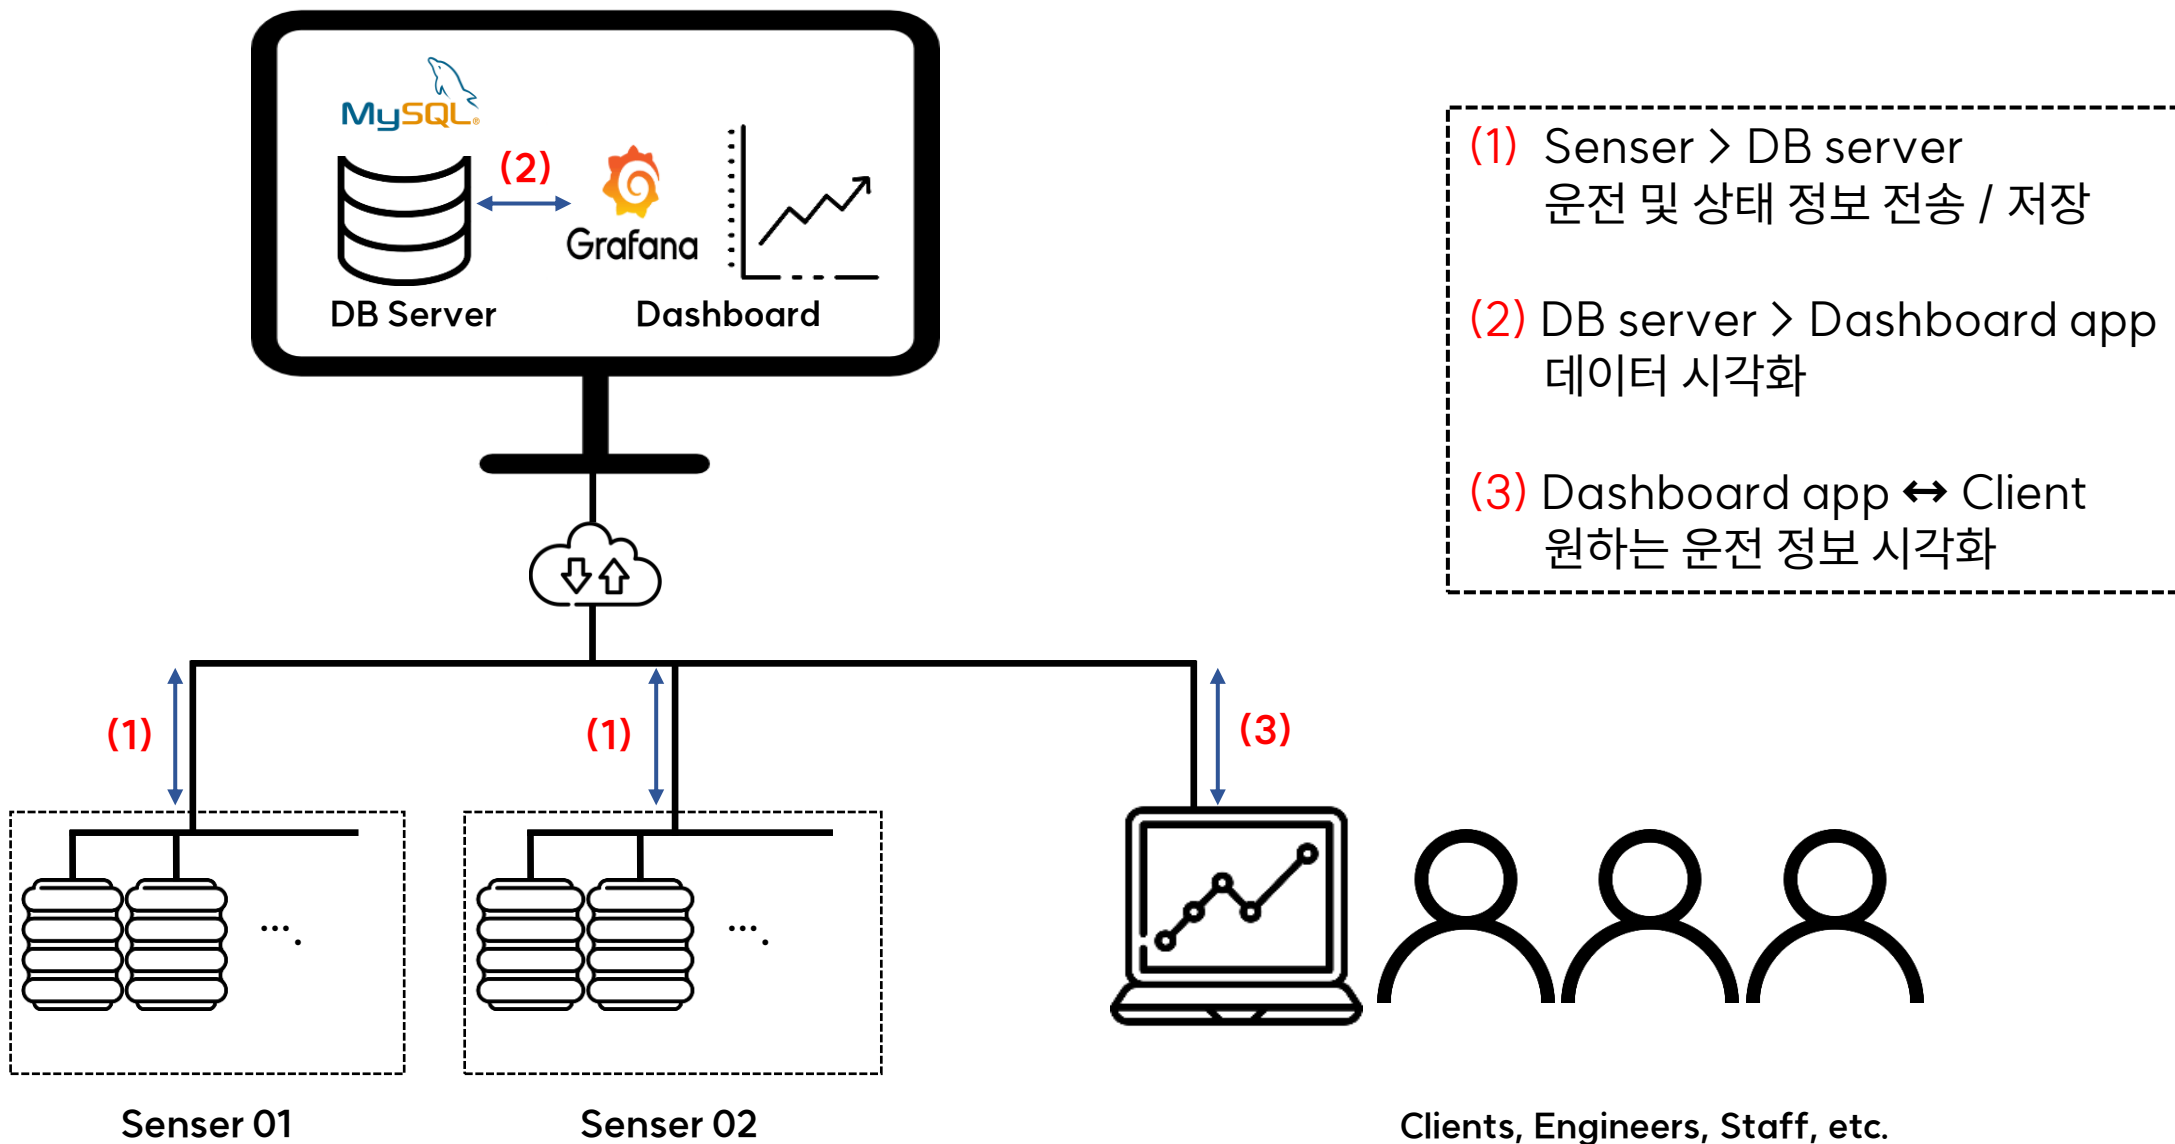 MySQL®
(2)
Grafana
DB Server
Dashboard
(1) Senser > DB server
운전 및 상태 정보 전송 / 저장
(2) DB server > Dashboard app
데이터 시각화
(3) Dashboard app ↔ Client
원하는 운전 정보 시각화
(1)
(1)
(3)
....
....
Senser 01
Senser 02
Clients, Engineers, Staff, etc.